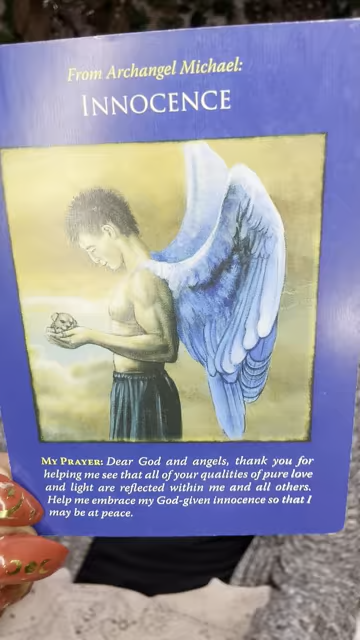 From Archangel Michael:
INNOCENCE
MY PRAYER: Dear God and angels, thank you for
helping me see that all of your qualities of pure love
and light are reflected within me and all others.
Help me embrace my God-given innocence so that I
may be at peace.